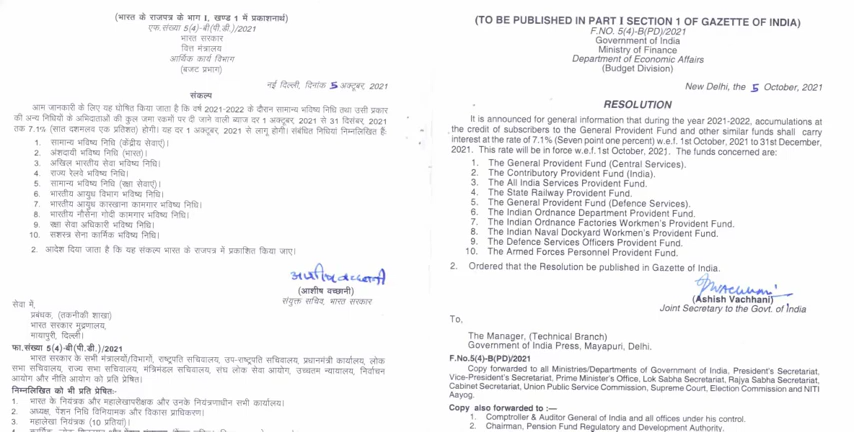 (भारत के राजपत्र के भाग I, खण्ड 1 में प्रकाशनार्थ)
एफ.संख्या 5(4)-बी(पी.डी.)/2021
भारत सरकार
वित्त मंत्रालय
आर्थिक कार्य विभाग
(बजट प्रभाग)
नई दिल्ली, दिनांक 5 अक्टूबर, 2021
संकल्प
आम जानकारी के लिए यह घोषित किया जाता है कि वर्ष 2021-2022 के दौरान सामान्य भविष्य निधि तथा उसी प्रकार
की अन्य निधियों के अभिदाताओं की कुल जमा रकमों पर दी जाने वाली ब्याज दर 1 अक्टूबर, 2021 से 31 दिसंबर, 2021
तक 7.1% (सात दशमलव एक प्रतिशत) होगी। यह दर 1 अक्टूबर, 2021 से लागू होगी। संबंधित निधियां निम्नलिखित हैं:
1. सामान्य भविष्य निधि (केंद्रीय सेवाएं)।
2. अंशदायी भविष्य निधि (भारत)।
3. अखिल भारतीय सेवा भविष्य निधि।
4. राज्य रेलवे भविष्य निधि।
5. सामान्य भविष्य निधि (रक्षा सेवाएं)।
6. भारतीय आयुध विभाग भविष्य निधि।
7. भारतीय आयुध कारखाना कामगार भविष्य निधि।
8. भारतीय नौसेना गोदी कामगार भविष्य निधि।
9. रक्षा सेवा अधिकारी भविष्य निधि।
10. सशस्त्र सेना कार्मिक भविष्य निधि।
2. आदेश दिया जाता है कि यह संकल्प भारत के राजपत्र में प्रकाशित किया जाए।
(आशीष वच्छानी)
संयुक्त सचिव, भारत सरकार
सेवा में,
प्रबंधक, (तकनीकी शाखा)
भारत सरकार मुद्रणालय,
मायापुरी, दिल्ली।
फा.संख्या 5(4)-बी(पी.डी.)/2021
भारत सरकार के सभी मंत्रालयों/विभागों, राष्ट्रपति सचिवालय, उप-राष्ट्रपति सचिवालय, प्रधानमंत्री कार्यालय, लोक
सभा सचिवालय, राज्य सभा सचिवालय, मंत्रिमंडल सचिवालय, संघ लोक सेवा आयोग, उच्चतम न्यायालय, निर्वाचन
आयोग और नीति आयोग को प्रति प्रेषित।
निम्नलिखित को भी प्रति प्रेषितः-
1. भारत के नियंत्रक और महालेखापरीक्षक और उनके नियंत्रणाधीन सभी कार्यालय।
2. अध्यक्ष, पेंशन निधि विनियामक और विकास प्राधिकरण।
3. महालेखा नियंत्रक (10 प्रतियां)।
(TO BE PUBLISHED IN PART I SECTION 1 OF GAZETTE OF INDIA)
F.NO. 5(4)-B(PD)/2021
Government of India
Ministry of Finance
Department of Economic Affairs
(Budget Division)
New Delhi, the 5 October, 2021
RESOLUTION
It is announced for general information that during the year 2021-2022, accumulations at
the credit of subscribers to the General Provident Fund and other similar funds shall carry
interest at the rate of 7.1% (Seven point one percent) w.e.f. 1st October, 2021 to 31st December,
2021. This rate will be in force w.e.f. 1st October, 2021. The funds concerned are:
1. The General Provident Fund (Central Services).
2. The Contributory Provident Fund (India).
3. The All India Services Provident Fund.
4. The State Railway Provident Fund.
5. The General Provident Fund (Defence Services).
6. The Indian Ordnance Department Provident Fund.
7. The Indian Ordnance Factories Workmen's Provident Fund.
8. The Indian Naval Dockyard Workmen's Provident Fund.
9. The Defence Services Officers Provident Fund.
10. The Armed Forces Personnel Provident Fund.
2. Ordered that the Resolution be published in Gazette of India.
(Ashish Vachhani)
Joint Secretary to the Govt. of India
To,
The Manager, (Technical Branch)
Government of India Press, Mayapuri, Delhi.
F.No.5(4)-B(PD)/2021
Copy forwarded to all Ministries/Departments of Government of India, President's Secretariat,
Vice-President's Secretariat, Prime Minister's Office, Lok Sabha Secretariat, Rajya Sabha Secretariat,
Cabinet Secretariat, Union Public Service Commission, Supreme Court, Election Commission and NITI
Aayog.
Copy also forwarded to :—
1. Comptroller & Auditor General of India and all offices under his control.
2. Chairman, Pension Fund Regulatory and Development Authority.